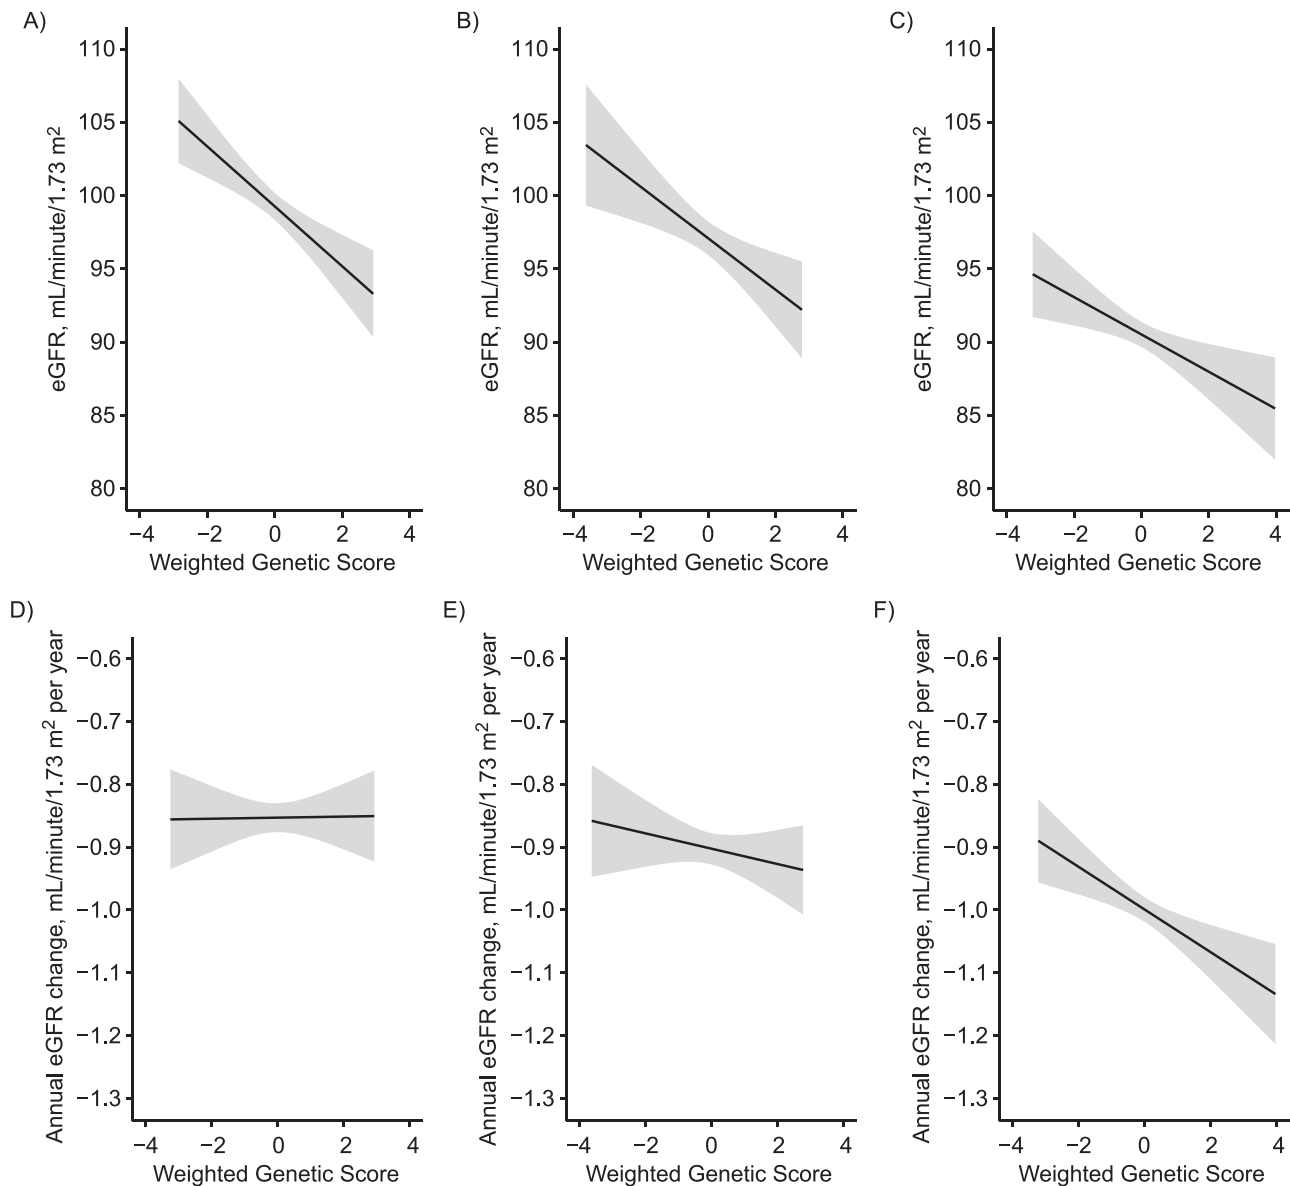 A)
eGFR, mL/minute/1.73 m²
110
105
100
95
90
85
80
−4 −2 0 2 4
Weighted Genetic Score
B)
eGFR, mL/minute/1.73 m²
110
105
100
95
90
85
80
−4 −2 0 2 4
Weighted Genetic Score
C)
eGFR, mL/minute/1.73 m²
110
105
100
95
90
85
80
−4 −2 0 2 4
Weighted Genetic Score
D)
Annual eGFR change, mL/minute/1.73 m² per year
−0.6
−0.7
−0.8
−0.9
−1.0
−1.1
−1.2
−1.3
−4 −2 0 2 4
Weighted Genetic Score
E)
Annual eGFR change, mL/minute/1.73 m² per year
−0.6
−0.7
−0.8
−0.9
−1.0
−1.1
−1.2
−1.3
−4 −2 0 2 4
Weighted Genetic Score
F)
Annual eGFR change, mL/minute/1.73 m² per year
−0.6
−0.7
−0.8
−0.9
−1.0
−1.1
−1.2
−1.3
−4 −2 0 2 4
Weighted Genetic Score